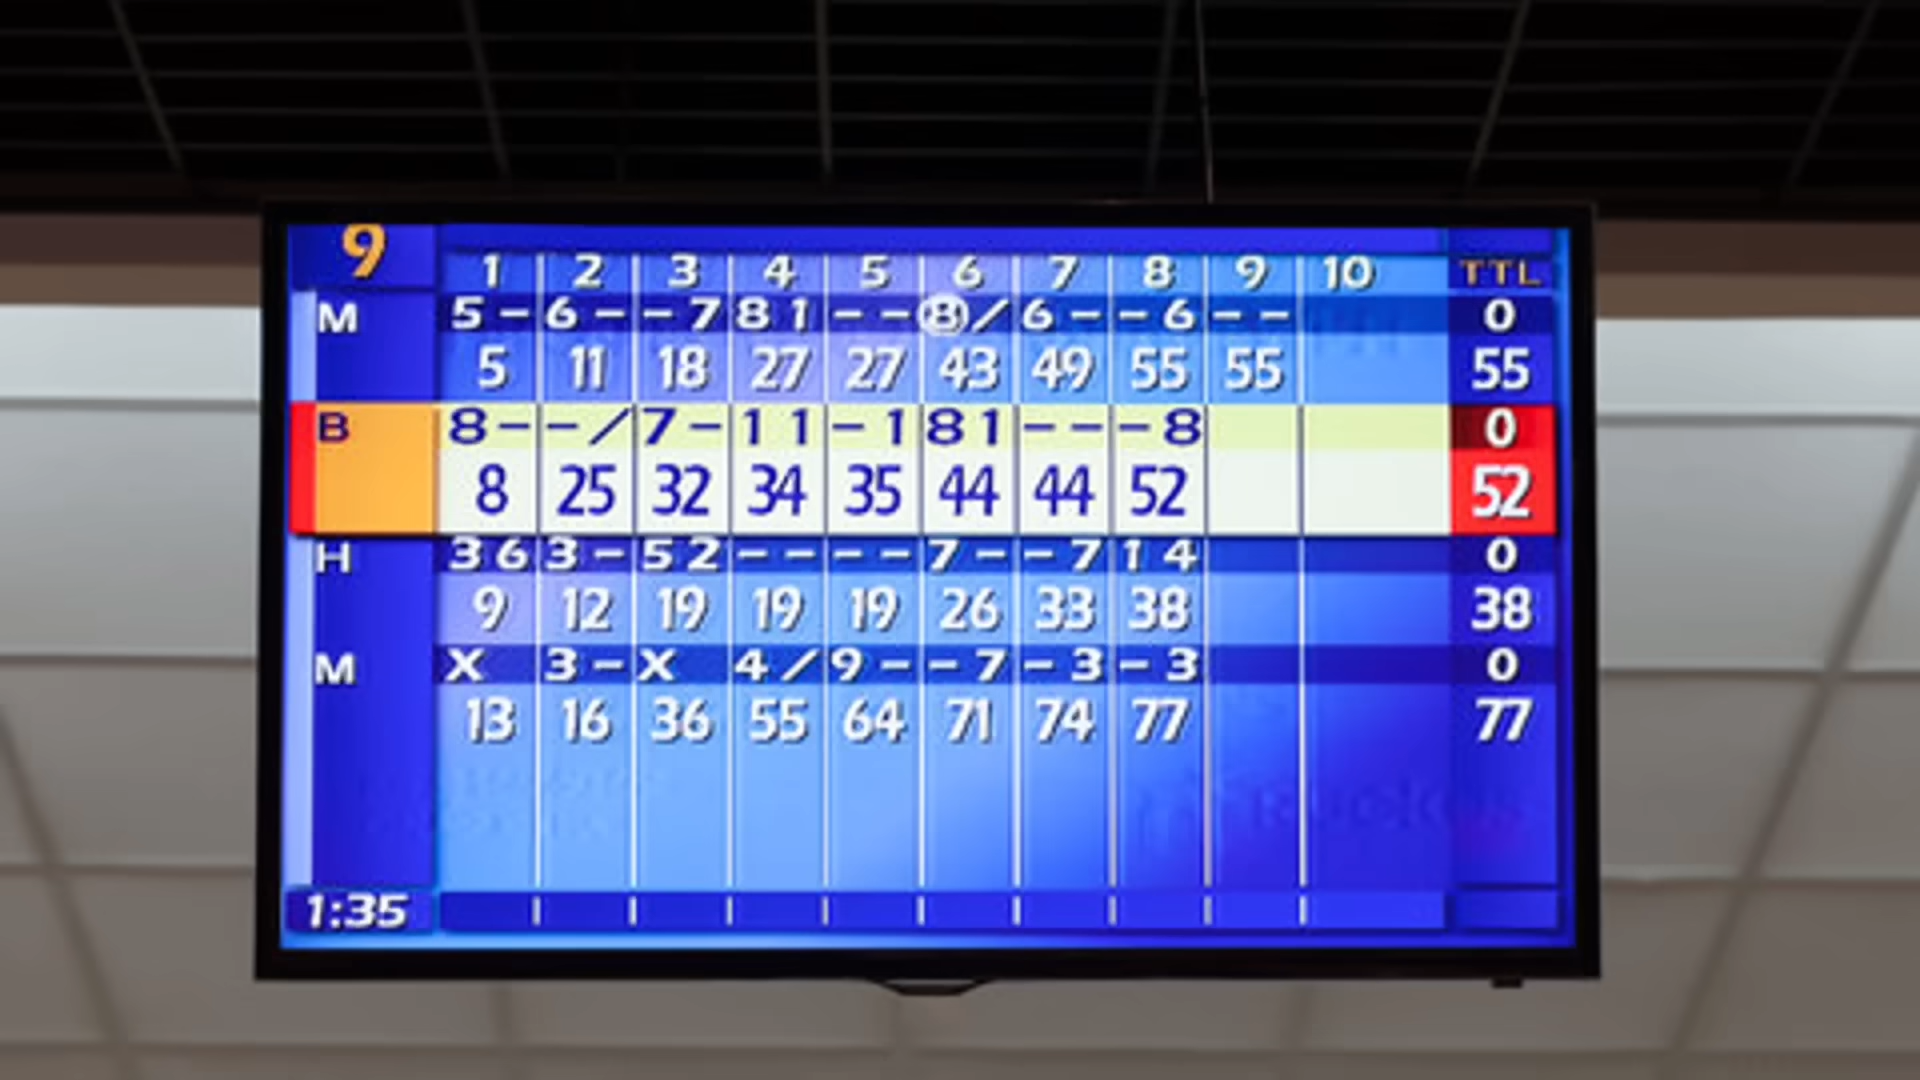 9 1 2 3 4 5 6 7 8 9 10 TTL
M 5 - 6 - - 7 8 1 - - 8 / 6 - - 6 - - 0
5 11 18 27 27 43 49 55 55 55
B 8 - - / 7 - 1 1 - 1 8 1 - - - 8 0
8 25 32 34 35 44 44 52 52
H 3 6 3 - 5 2 - - - - 7 - - 7 1 4 0
9 12 19 19 19 26 33 38 38
M X 3 - X 4 / 9 - - 7 - 3 - 3 0
13 16 36 55 64 71 74 77 77
1:35